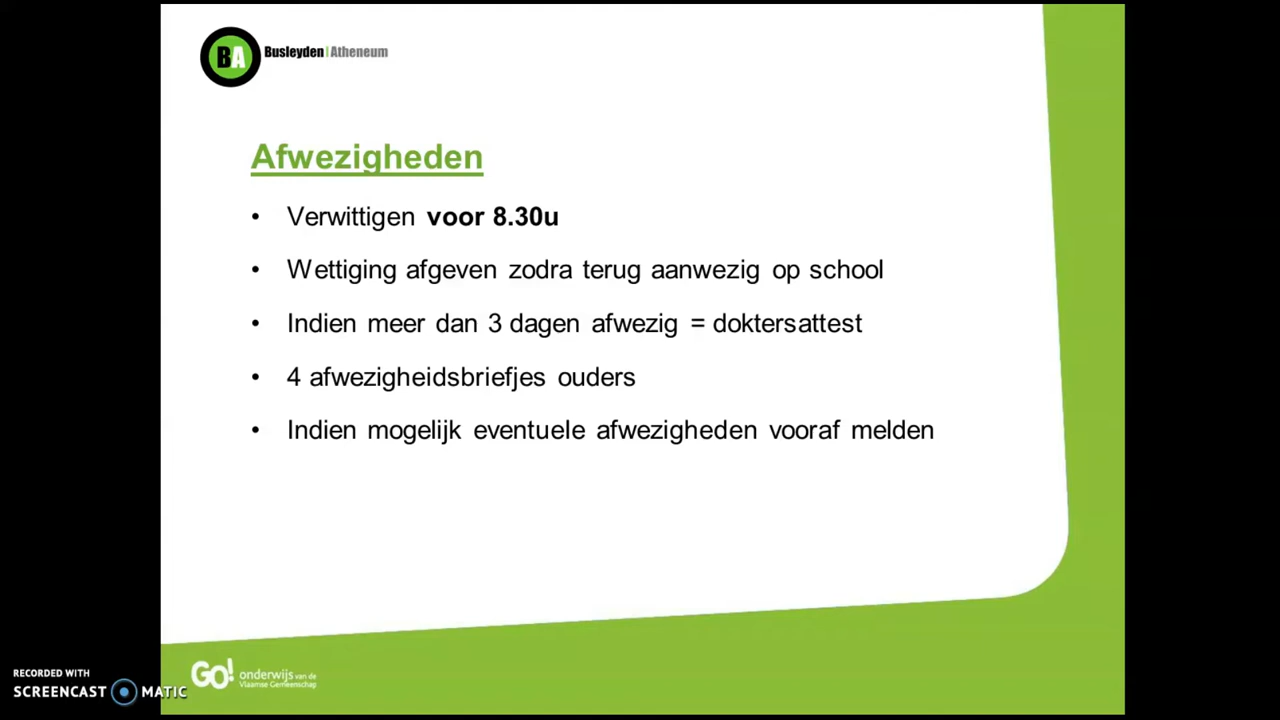 BA Busleyden | Atheneum
Afwezigheden
• Verwittigen voor 8.30u
• Wettiging afgeven zodra terug aanwezig op school
• Indien meer dan 3 dagen afwezig = doktersattest
• 4 afwezigheidsbriefjes ouders
• Indien mogelijk eventuele afwezigheden vooraf melden
GO! onderwijs van de
Vlaamse Gemeenschap
RECORDED WITH
SCREENCAST MATIC